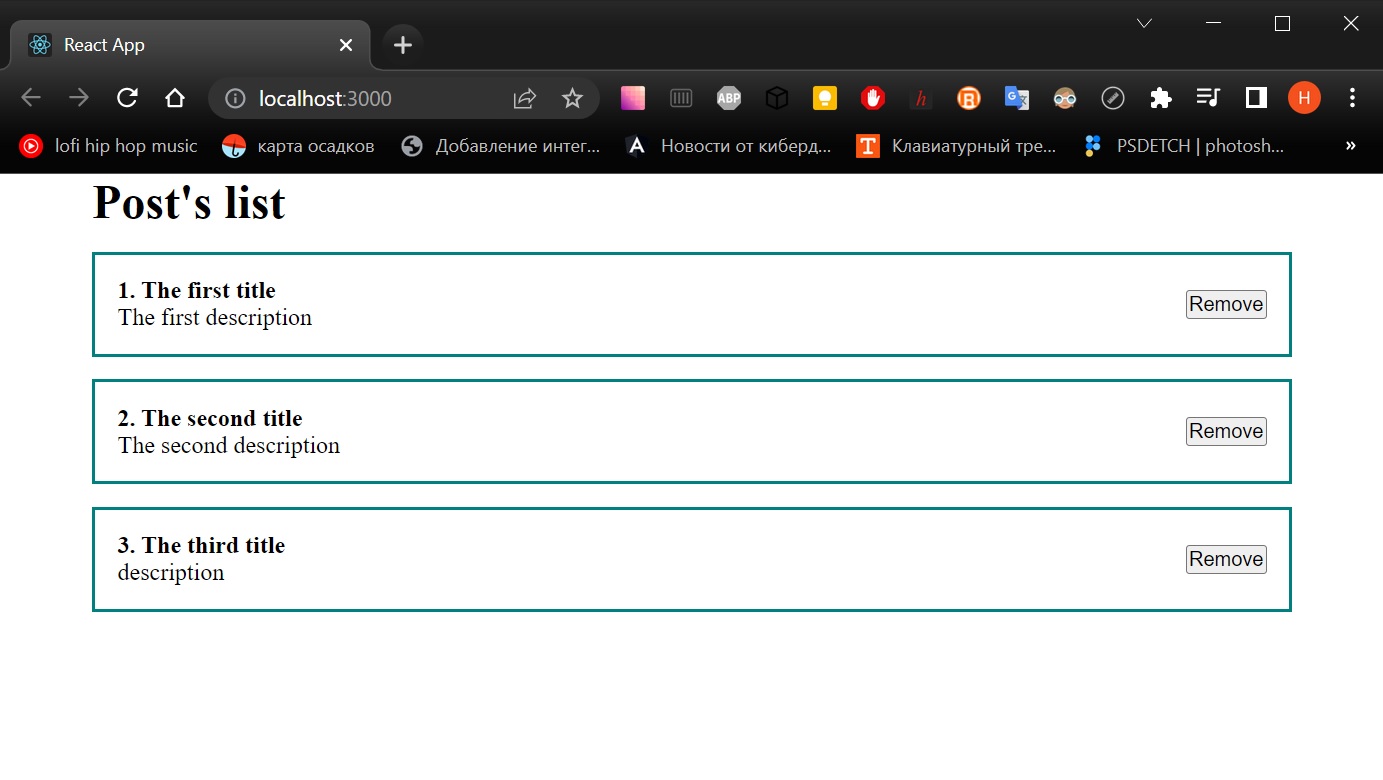 React App
localhost:3000
ABP
h
R
G
H
lofi hip hop music
карта осадков
Добавление интег...
Новости от киберд...
Клавиатурный тре...
PSDETCH | photosh...
»
Post's list
1. The first title
The first description
Remove
2. The second title
The second description
Remove
3. The third title
description
Remove